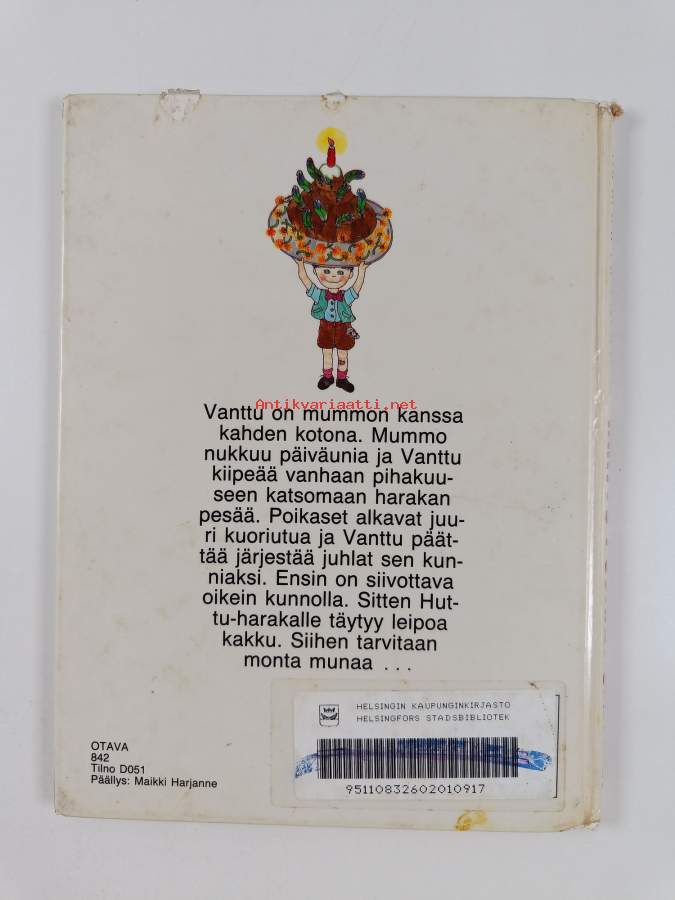 Antikvariaatti.net
Vanttu on mummon kanssa
kahden kotona. Mummo
nukkuu päiväunia ja Vanttu
kiipeää vanhaan pihakuu-
seen katsomaan harakan
pesää. Poikaset alkavat juu-
ri kuoriutua ja Vanttu päät-
tää järjestää juhlat sen kun-
niaksi. Ensin on siivottava
oikein kunnolla. Sitten Hut-
tu-harakalle täytyy leipoa
kakku. Siihen tarvitaan
monta munaa ...
HELSINGIN KAUPUNGINKIRJASTO
HELSINGFORS STADSBIBLIOTEK
95110832602010917
OTAVA
842
Tilno D051
Päällys: Maikki Harjanne